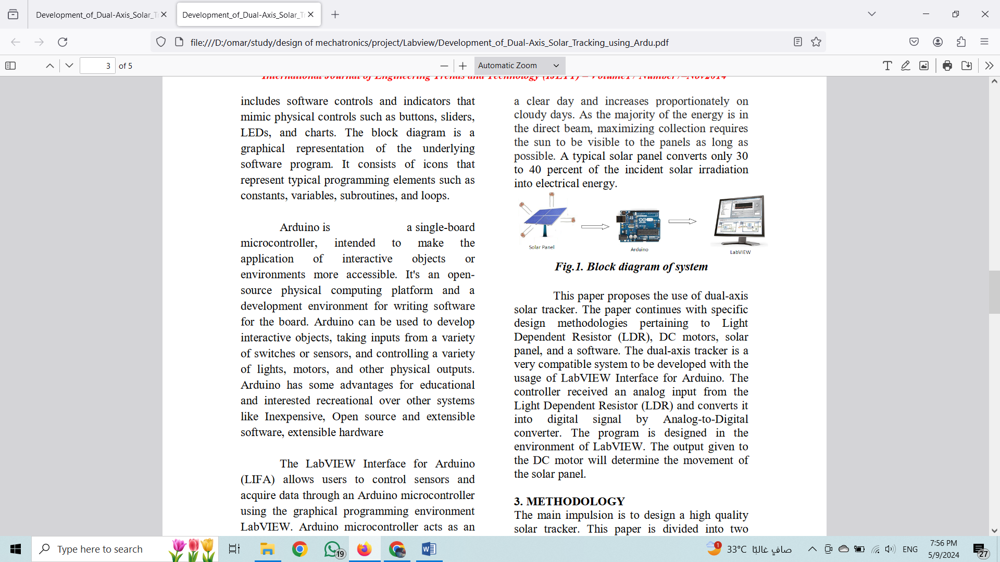 Development_of_Dual-Axis_Solar_Tr
Development_of_Dual-Axis_Solar_Tr
file:///D:/omar/study/design of mechatronics/project/Labview/Development_of_Dual-Axis_Solar_Tracking_using_Ardu.pdf
3 of 5
Automatic Zoom
International Journal of Engineering Trends and Technology (IJETT) – Volume17 Number7–Nov2014
includes software controls and indicators that
mimic physical controls such as buttons, sliders,
LEDs, and charts. The block diagram is a
graphical representation of the underlying
software program. It consists of icons that
represent typical programming elements such as
constants, variables, subroutines, and loops.
Arduino is a single-board
microcontroller, intended to make the
application of interactive objects or
environments more accessible. It's an open-
source physical computing platform and a
development environment for writing software
for the board. Arduino can be used to develop
interactive objects, taking inputs from a variety
of switches or sensors, and controlling a variety
of lights, motors, and other physical outputs.
Arduino has some advantages for educational
and interested recreational over other systems
like Inexpensive, Open source and extensible
software, extensible hardware
The LabVIEW Interface for Arduino
(LIFA) allows users to control sensors and
acquire data through an Arduino microcontroller
using the graphical programming environment
LabVIEW. Arduino microcontroller acts as an
a clear day and increases proportionately on
cloudy days. As the majority of the energy is in
the direct beam, maximizing collection requires
the sun to be visible to the panels as long as
possible. A typical solar panel converts only 30
to 40 percent of the incident solar irradiation
into electrical energy.
Solar Panel
Arduino
LabVIEW
Fig.1. Block diagram of system
This paper proposes the use of dual-axis
solar tracker. The paper continues with specific
design methodologies pertaining to Light
Dependent Resistor (LDR), DC motors, solar
panel, and a software. The dual-axis tracker is a
very compatible system to be developed with the
usage of LabVIEW Interface for Arduino. The
controller received an analog input from the
Light Dependent Resistor (LDR) and converts it
into digital signal by Analog-to-Digital
converter. The program is designed in the
environment of LabVIEW. The output given to
the DC motor will determine the movement of
the solar panel.
3. METHODOLOGY
The main impulsion is to design a high quality
solar tracker. This paper is divided into two
Type here to search
19
1
33°C صافٍ غالبًا
ENG
7:56 PM
5/9/2024
27